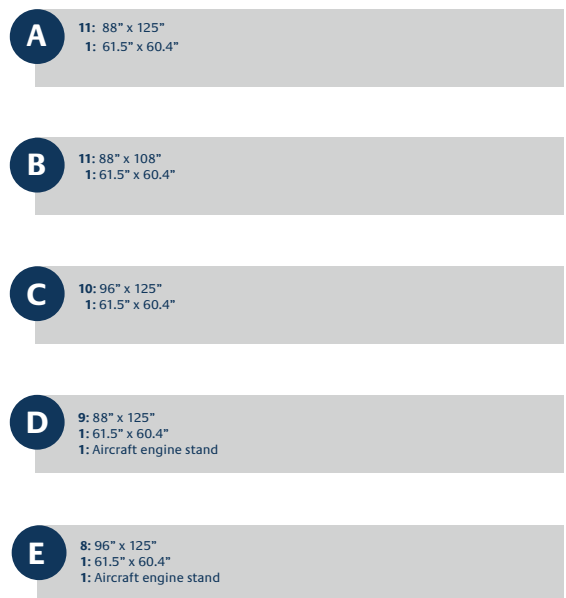 A
11: 88” x 125”
1: 61.5” x 60.4”
B
11: 88” x 108”
1: 61.5” x 60.4”
C
10: 96” x 125”
1: 61.5” x 60.4”
D
9: 88” x 125”
1: 61.5” x 60.4”
1: Aircraft engine stand
E
8: 96” x 125”
1: 61.5” x 60.4”
1: Aircraft engine stand